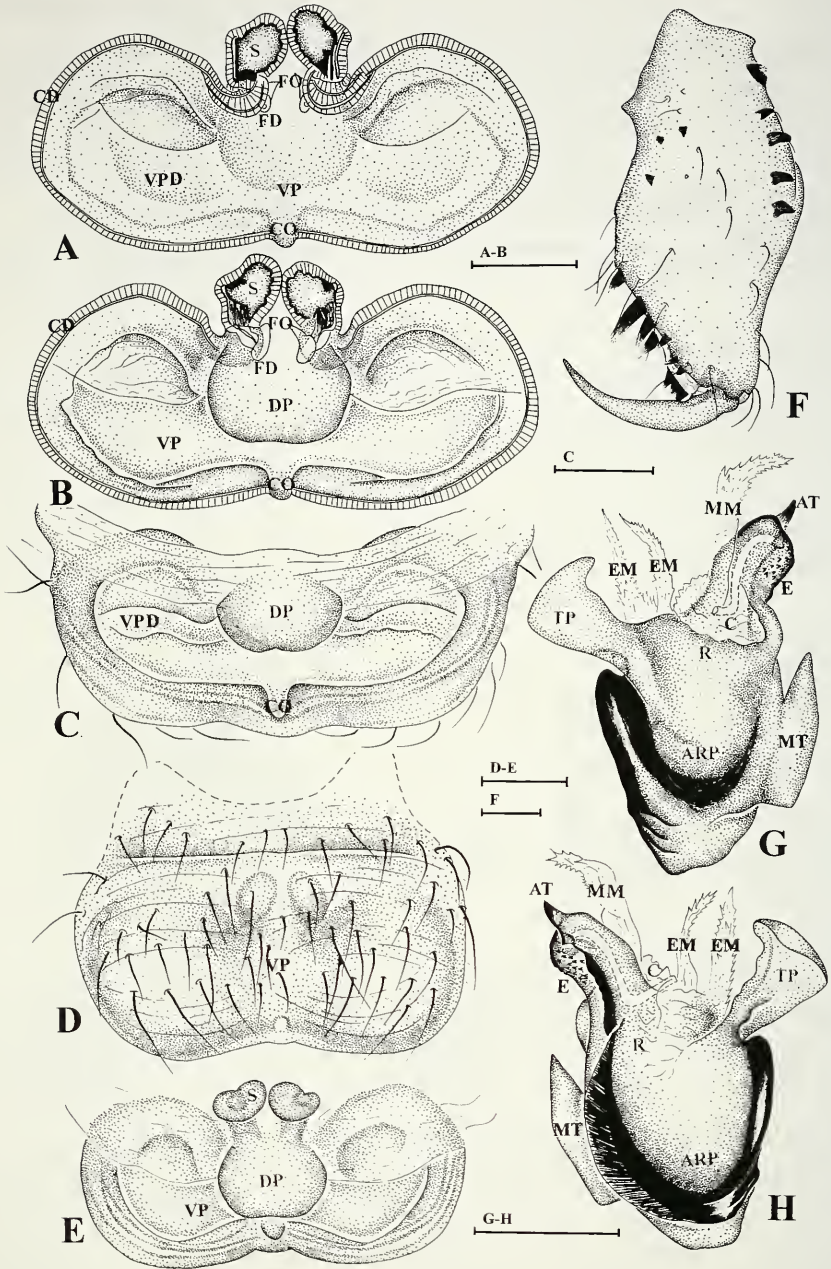 S
CD
FO
FD
VPD
VP
CO
A
A-B
S
CD
FO
FD
DP
VP
CO
B
F
C
VPD
DP
CO
C
MM
AT
EM
EM
E
TP
C
R
ARP
MT
G
D-E
F
VP
D
AT
MM
EM
EM
C
E
TP
R
MT
ARP
H
S
DP
VP
E
G-H